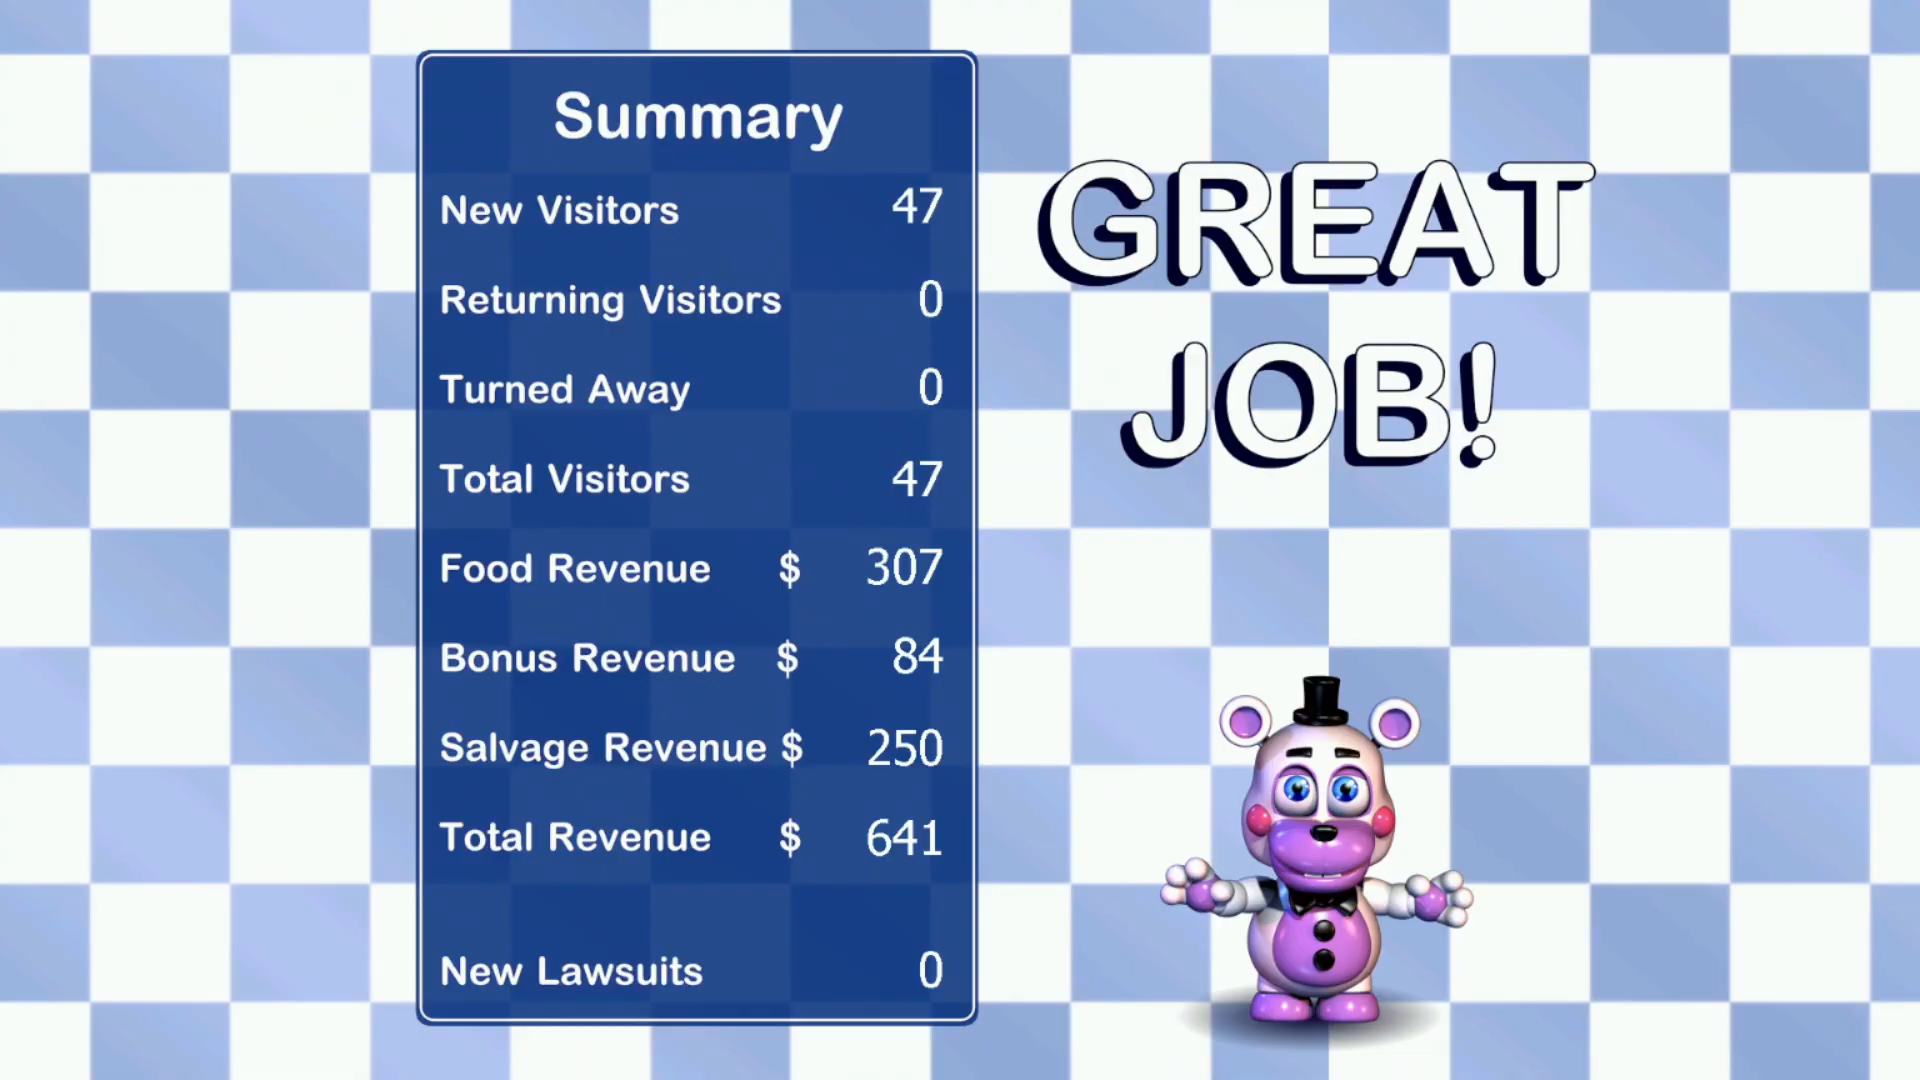 Summary
New Visitors 47
Returning Visitors 0
Turned Away 0
Total Visitors 47
Food Revenue $ 307
Bonus Revenue $ 84
Salvage Revenue $ 250
Total Revenue $ 641
New Lawsuits 0
GREAT
JOB!